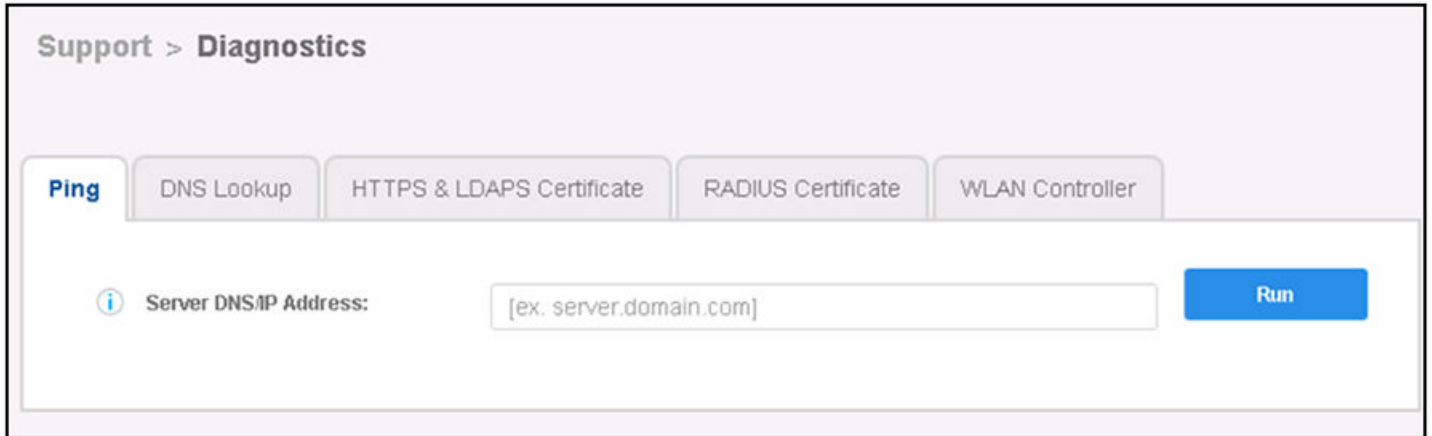 Support > Diagnostics
Ping
DNS Lookup
HTTPS & LDAPS Certificate
RADIUS Certificate
WLAN Controller
i Server DNS/IP Address:
[ex. server.domain.com]
Run